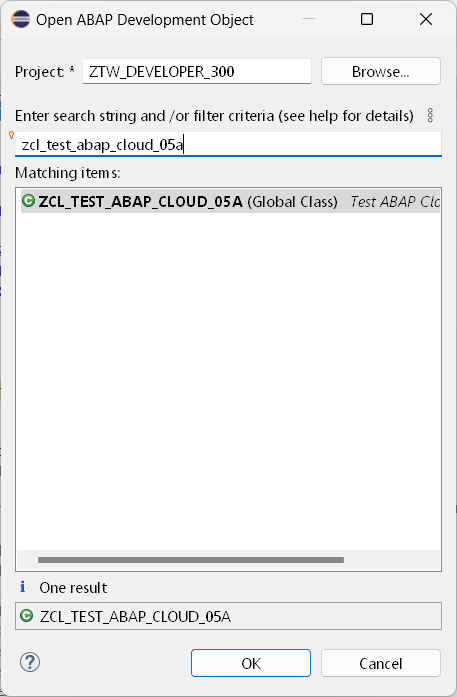 Open ABAP Development Object
Project: * ZTW_DEVELOPER_300 Browse...
Enter search string and /or filter criteria (see help for details)
zcl_test_abap_cloud_05a
Matching items:
ZCL_TEST_ABAP_CLOUD_05A (Global Class) Test ABAP Clo
One result
ZCL_TEST_ABAP_CLOUD_05A
OK Cancel